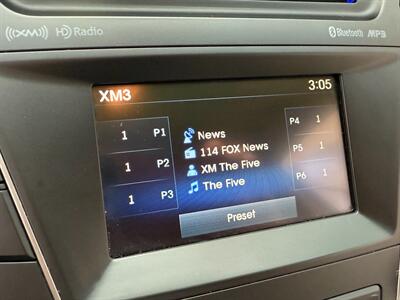 ((XM)) HD Radio
Bluetooth MP3
XM3 3:05
1 P1
1 P2
1 P3
News
114 FOX News
XM The Five
The Five
P4 1
P5 1
P6 1
Preset